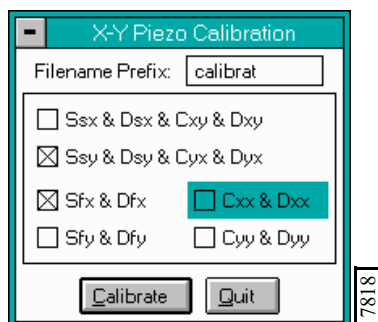 X-Y Piezo Calibration
Filename Prefix: calibrat
Ssx & Dsx & Cxy & Dxy
Ssy & Dsy & Cyx & Dyx
Sfx & Dfx
Cxx & Dxx
Sfy & Dfy
Cyy & Dyy
Calibrate
Quit
7818